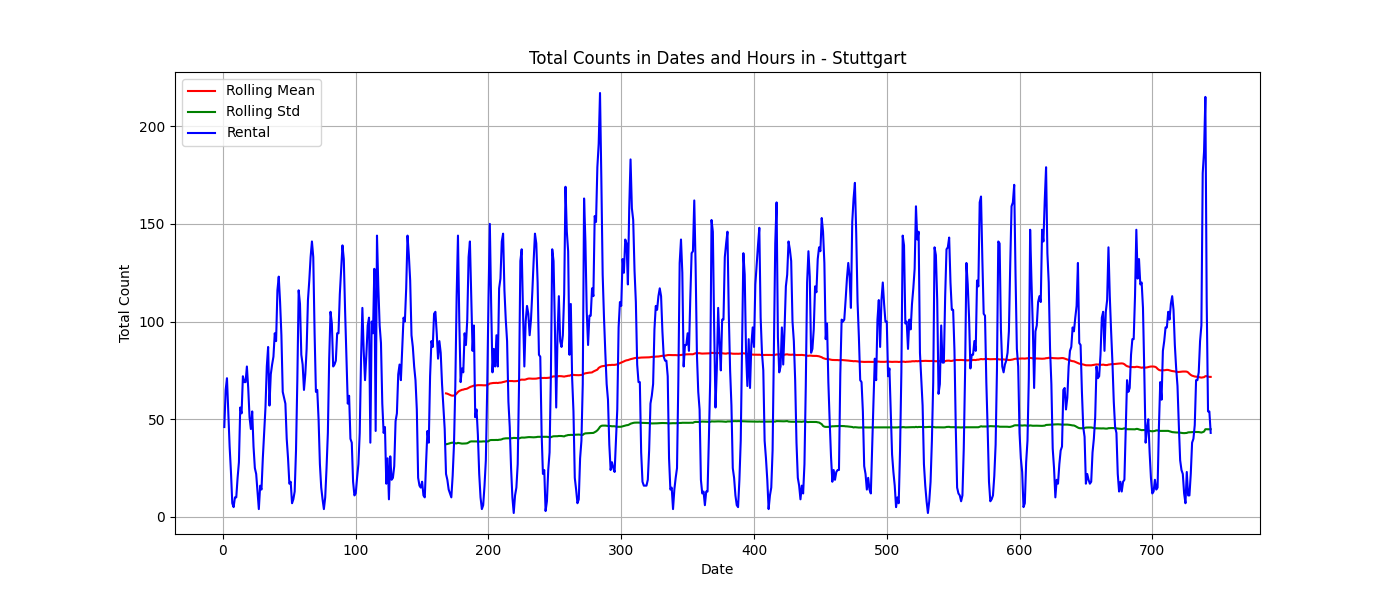 Total Counts in Dates and Hours in - Stuttgart
Rolling Mean
Rolling Std
Rental
Total Count
200
150
100
50
0
0 100 200 300 400 500 600 700
Date